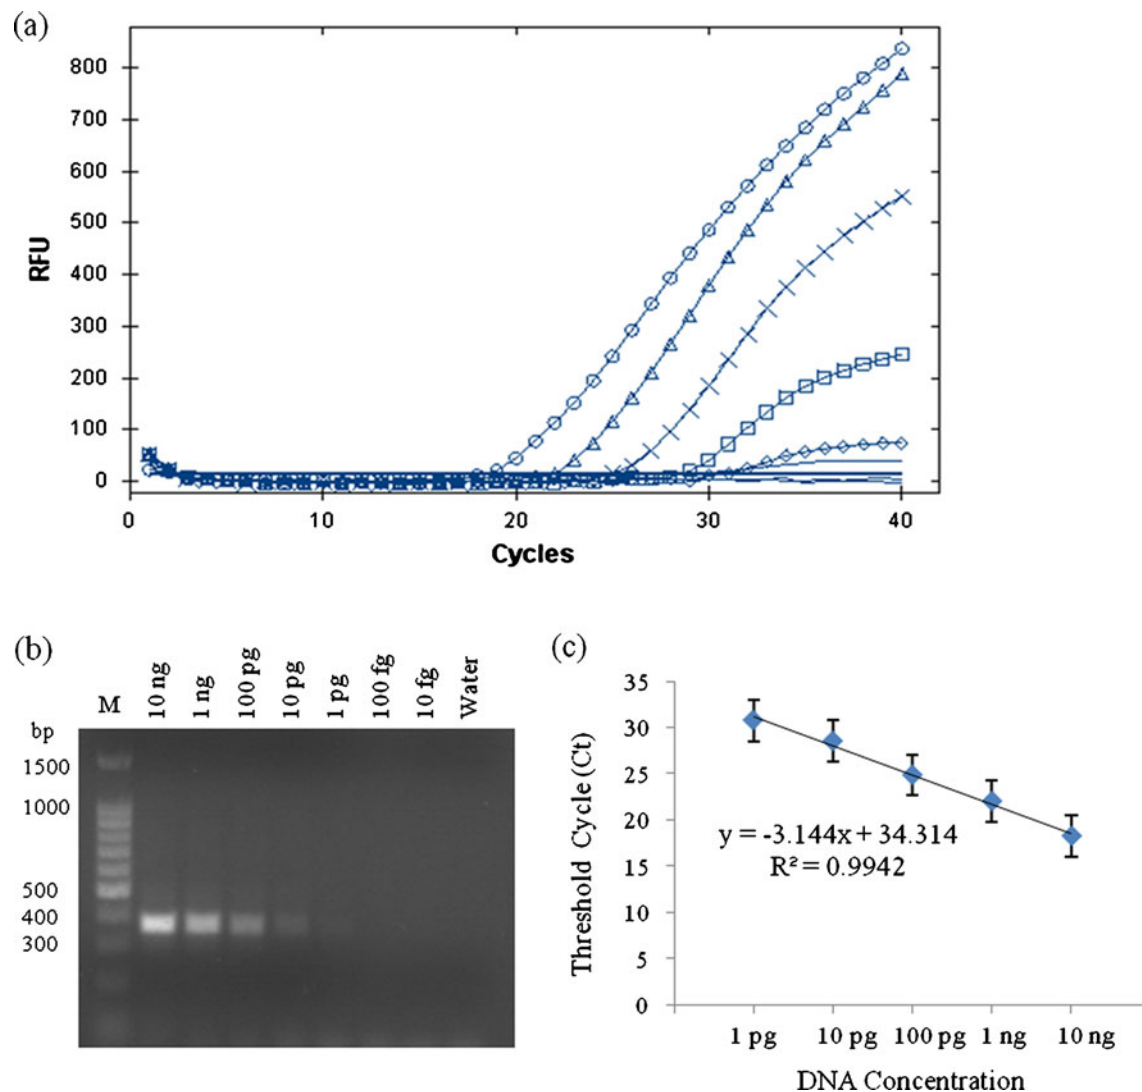 (a)
800
700
600
500
400
300
200
100
0
RFU
0 10 20 30 40
Cycles
(b)
M 10 ng 1 ng 100 pg 10 pg 1 pg 100 fg 10 fg Water
bp
1500
1000
500
400
300
(c)
35
30
25
20
15
10
5
0
Threshold Cycle (Ct)
y = -3.144x + 34.314
R² = 0.9942
1 pg 10 pg 100 pg 1 ng 10 ng
DNA Concentration